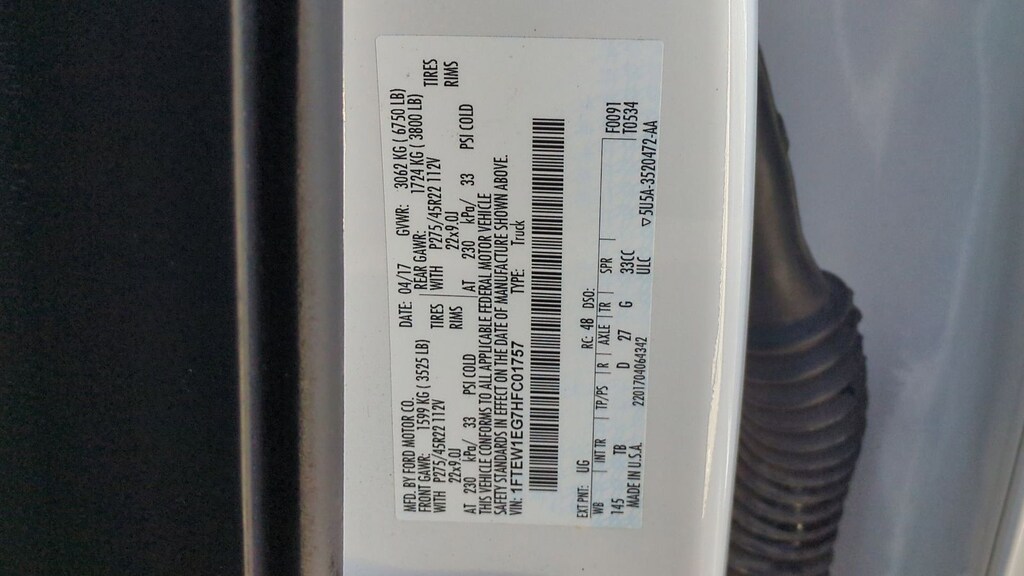 MFD. BY FORD MOTOR CO. DATE: 04/17 GVWR: 3062 KG ( 6750 LB)
FRONT GAWR: 1599 KG ( 3525 LB) REAR GAWR: 1724 KG ( 3800 LB)
WITH P275/45R22 112V TIRES WITH P275/45R22 112V TIRES
22x9.0J RIMS 22x9.0J RIMS
AT 230 kPa/ 33 PSI COLD AT 230 kPa/ 33 PSI COLD
THIS VEHICLE CONFORMS TO ALL APPLICABLE FEDERAL MOTOR VEHICLE
SAFETY STANDARDS IN EFFECT ON THE DATE OF MANUFACTURE SHOWN ABOVE.
VIN: 1FTEW1EG7HFC01757 TYPE: Truck
EXT PNT: UG RC: 48 DSO: F0091
WB INT TR TP/PS R AXLE TR SPR T0534
145 TB D 27 G 33CC
MADE IN U.S.A. 2201704064342 ULC
▽5U5A-3520472-AA